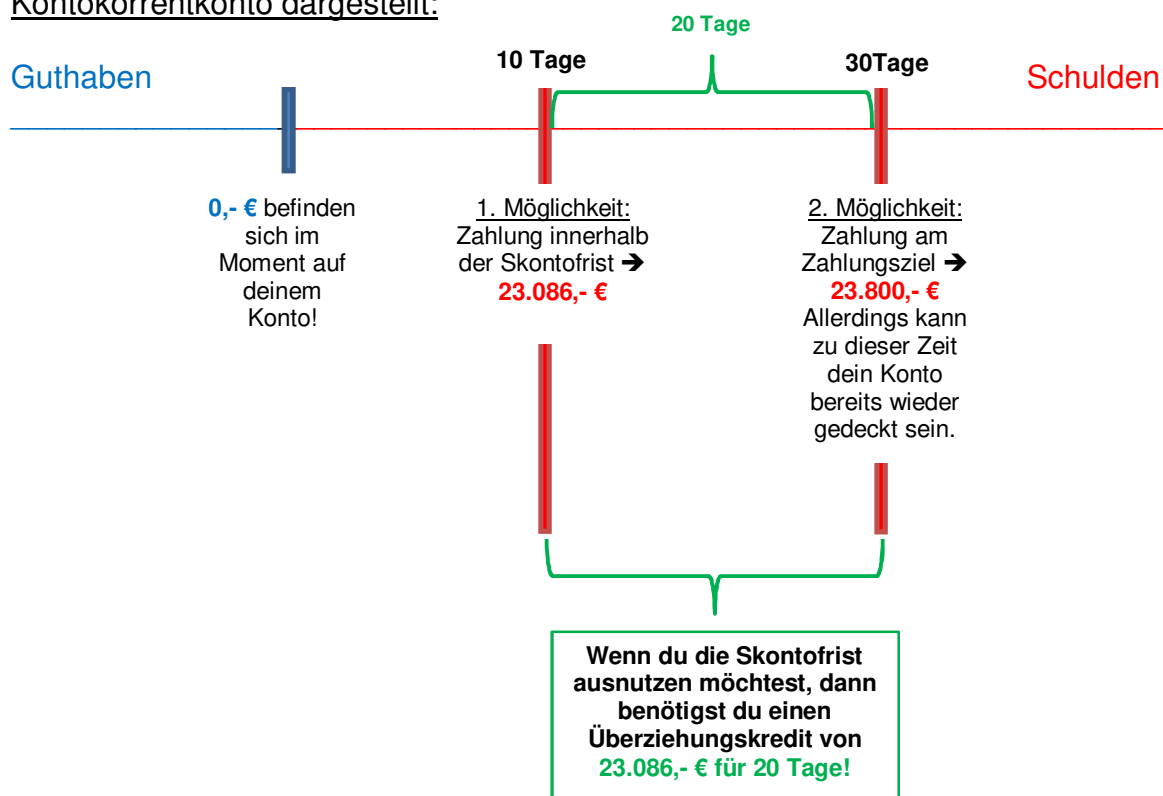 Kontokorrentkonto dargestellt:
20 Tage
10 Tage
30Tage
Guthaben
Schulden
0,- € befinden
sich im
Moment auf
deinem
Konto!
1. Möglichkeit:
Zahlung innerhalb
der Skontofrist ➔
23.086,- €
2. Möglichkeit:
Zahlung am
Zahlungsziel ➔
23.800,- €
Allerdings kann
zu dieser Zeit
dein Konto
bereits wieder
gedeckt sein.
Wenn du die Skontofrist
ausnutzen möchtest, dann
benötigst du einen
Überziehungskredit von
23.086,- € für 20 Tage!